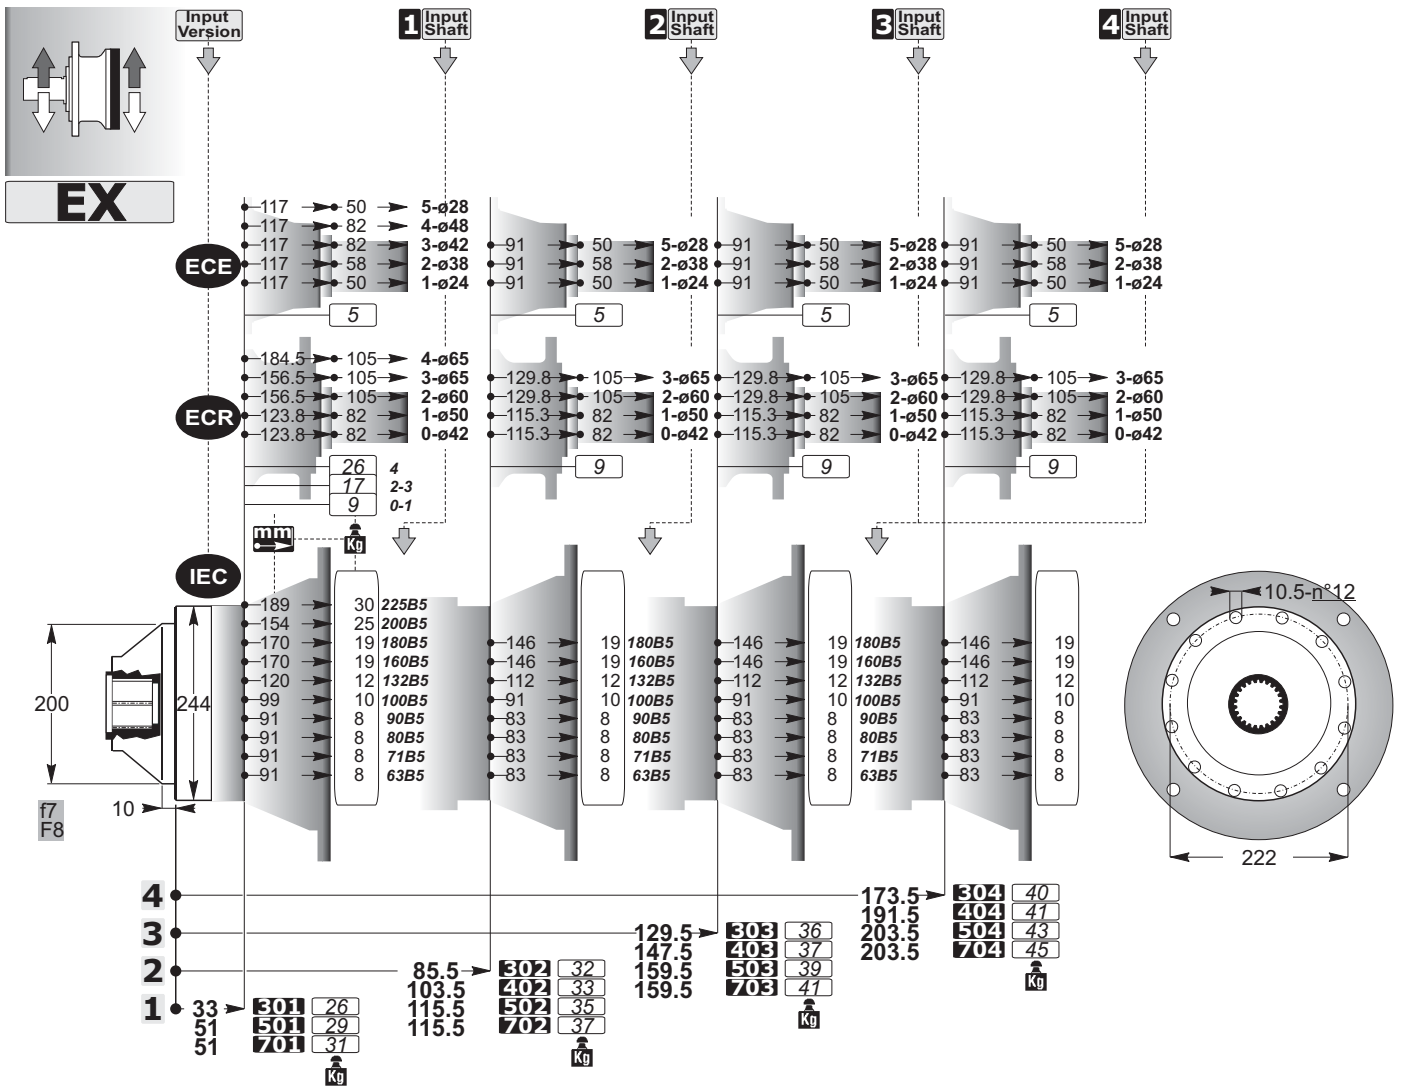 Input Version
1 Input Shaft
2 Input Shaft
3 Input Shaft
4 Input Shaft
EX
ECE
117 50 5-ø28
117 82 4-ø48
117 82 3-ø42 91 50 5-ø28 91 50 5-ø28 91 50 5-ø28
117 58 2-ø38 91 58 2-ø38 91 58 2-ø38 91 58 2-ø38
117 50 1-ø24 91 50 1-ø24 91 50 1-ø24 91 50 1-ø24
5 5 5 5
ECR
184.5 105 4-ø65
156.5 105 3-ø65 129.8 105 3-ø65 129.8 105 3-ø65 129.8 105 3-ø65
156.5 105 2-ø60 129.8 105 2-ø60 129.8 105 2-ø60 129.8 105 2-ø60
123.8 82 1-ø50 115.3 82 1-ø50 115.3 82 1-ø50 115.3 82 1-ø50
123.8 82 0-ø42 115.3 82 0-ø42 115.3 82 0-ø42 115.3 82 0-ø42
26 4 9 9 9
17 2-3
9 0-1
mm Kg
IEC
189 30 225B5
154 25 200B5
170 19 180B5 146 19 180B5 146 19 180B5 146 19
170 19 160B5 146 19 160B5 146 19 160B5 146 19
120 12 132B5 112 12 132B5 112 12 132B5 112 12
99 10 100B5 91 10 100B5 91 10 100B5 91 10
91 8 90B5 83 8 90B5 83 8 90B5 83 8
91 8 80B5 83 8 80B5 83 8 80B5 83 8
91 8 71B5 83 8 71B5 83 8 71B5 83 8
91 8 63B5 83 8 63B5 83 8 63B5 83 8
200
244
10
f7
F8
10.5-n°12
222
4 173.5 304 40
191.5 404 41
203.5 504 43
203.5 704 45
Kg
3 129.5 303 36
147.5 403 37
159.5 503 39
159.5 703 41
Kg
2 85.5 302 32
103.5 402 33
115.5 502 35
115.5 702 37
Kg
1 33 301 26
51 501 29
51 701 31
Kg